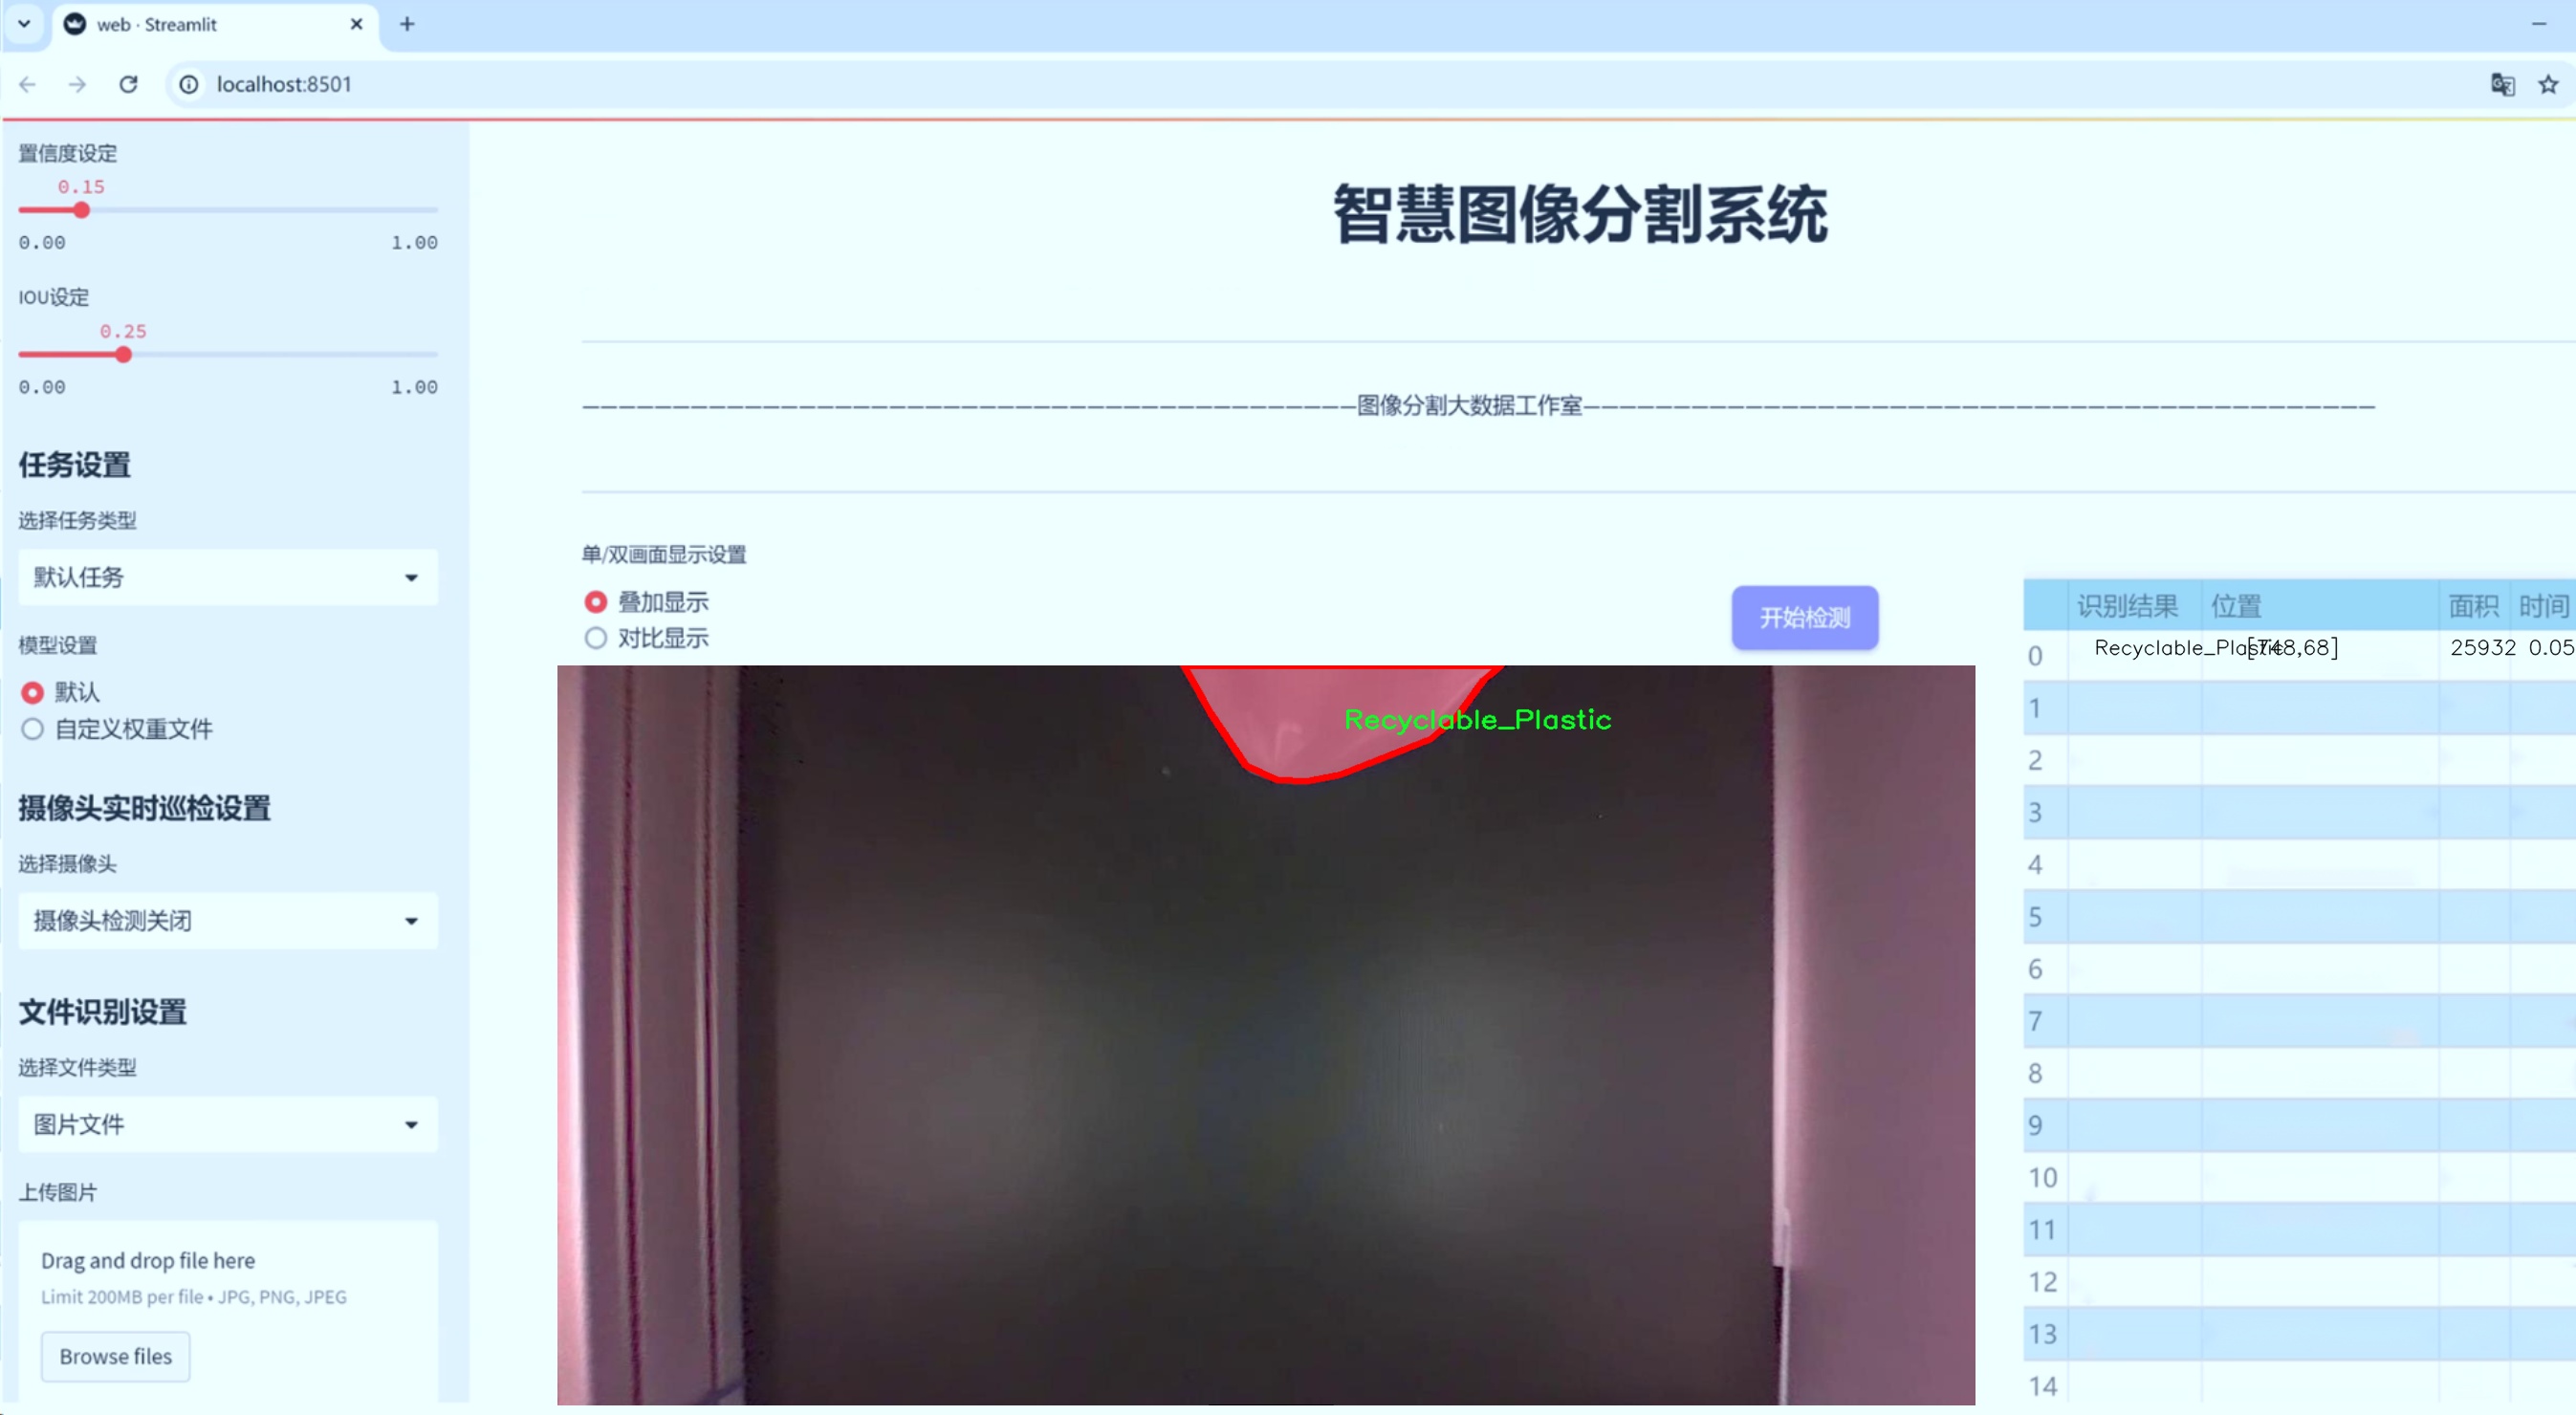 web · Streamlit
localhost:8501
置信度设定
0.15
0.00 1.00
IOU设定
0.25
0.00 1.00
任务设置
选择任务类型
默认任务
模型设置
默认
自定义权重文件
摄像头实时巡检设置
选择摄像头
摄像头检测关闭
文件识别设置
选择文件类型
图片文件
上传图片
Drag and drop file here
Limit 200MB per file • JPG, PNG, JPEG
Browse files
智慧图像分割系统
图像分割大数据工作室
单/双画面显示设置
叠加显示
对比显示
开始检测
Recyclable_Plastic
识别结果 位置 面积 时间
0 Recyclable_Plastic [748,68] 25932 0.05
1
2
3
4
5
6
7
8
9
10
11
12
13
14